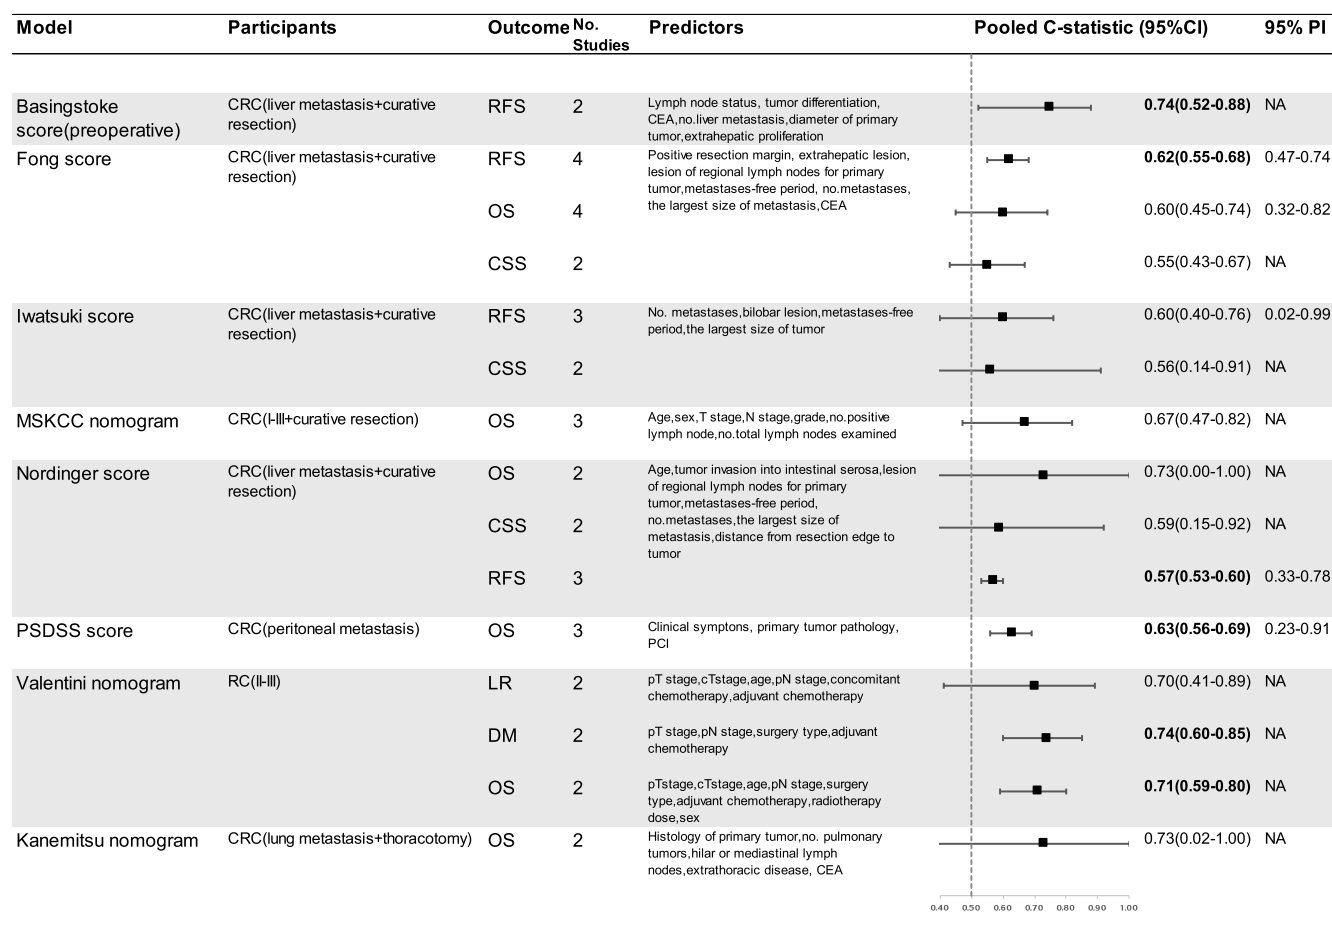 Model Participants Outcome No. Studies Predictors Pooled C-statistic (95%CI) 95% PI
Basingstoke score(preoperative) CRC(liver metastasis+curative resection) RFS 2 Lymph node status, tumor differentiation,
CEA,no.liver metastasis,diameter of primary
tumor,extrahepatic proliferation 0.74(0.52-0.88) NA
Fong score CRC(liver metastasis+curative resection) RFS 4 Positive resection margin, extrahepatic lesion,
lesion of regional lymph nodes for primary
tumor,metastases-free period, no.metastases,
the largest size of metastasis,CEA 0.62(0.55-0.68) 0.47-0.74
OS 4 0.60(0.45-0.74) 0.32-0.82
CSS 2 0.55(0.43-0.67) NA
Iwatsuki score CRC(liver metastasis+curative resection) RFS 3 No. metastases,bilobar lesion,metastases-free
period,the largest size of tumor 0.60(0.40-0.76) 0.02-0.99
CSS 2 0.56(0.14-0.91) NA
MSKCC nomogram CRC(I-III+curative resection) OS 3 Age,sex,T stage,N stage,grade,no.positive
lymph node,no.total lymph nodes examined 0.67(0.47-0.82) NA
Nordinger score CRC(liver metastasis+curative resection) OS 2 Age,tumor invasion into intestinal serosa,lesion
of regional lymph nodes for primary
tumor,metastases-free period,
no.metastases,the largest size of
metastasis,distance from resection edge to
tumor 0.73(0.00-1.00) NA
CSS 2 0.59(0.15-0.92) NA
RFS 3 0.57(0.53-0.60) 0.33-0.78
PSDSS score CRC(peritoneal metastasis) OS 3 Clinical symptons, primary tumor pathology,
PCI 0.63(0.56-0.69) 0.23-0.91
Valentini nomogram RC(II-III) LR 2 pT stage,cTstage,age,pN stage,concomitant
chemotherapy,adjuvant chemotherapy 0.70(0.41-0.89) NA
DM 2 pT stage,pN stage,surgery type,adjuvant
chemotherapy 0.74(0.60-0.85) NA
OS 2 pTstage,cTstage,age,pN stage,surgery
type,adjuvant chemotherapy,radiotherapy
dose,sex 0.71(0.59-0.80) NA
Kanemitsu nomogram CRC(lung metastasis+thoracotomy) OS 2 Histology of primary tumor,no. pulmonary
tumors,hilar or mediastinal lymph
nodes,extrathoracic disease, CEA 0.73(0.02-1.00) NA
0.40 0.50 0.60 0.70 0.80 0.90 1.00